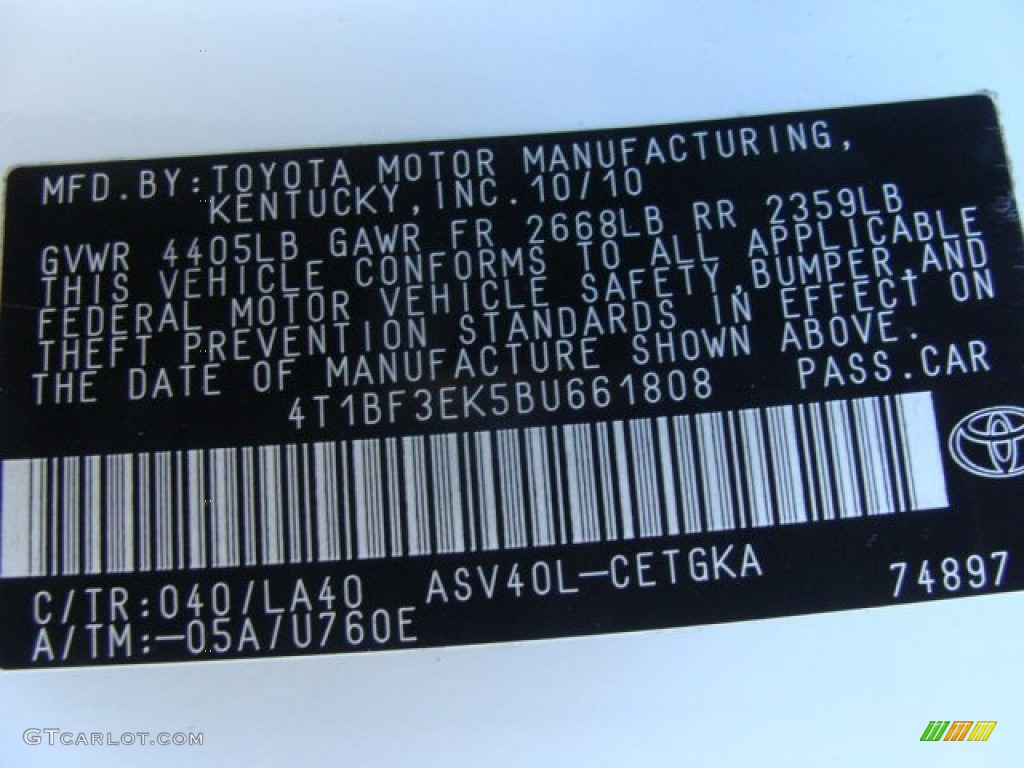 MFD.BY:TOYOTA MOTOR MANUFACTURING,
KENTUCKY,INC.10/10
GVWR 4405LB GAWR FR 2668LB RR 2359LB
THIS VEHICLE CONFORMS TO ALL APPLICABLE
FEDERAL MOTOR VEHICLE SAFETY,BUMPER,AND
THEFT PREVENTION STANDARDS IN EFFECT ON
THE DATE OF MANUFACTURE SHOWN ABOVE.
4T1BF3EK5BU661808 PASS.CAR
C/TR:040/LA40 ASV40L-CETGKA 74897
A/TM:-05A/U760E
GTCARLOT.COM